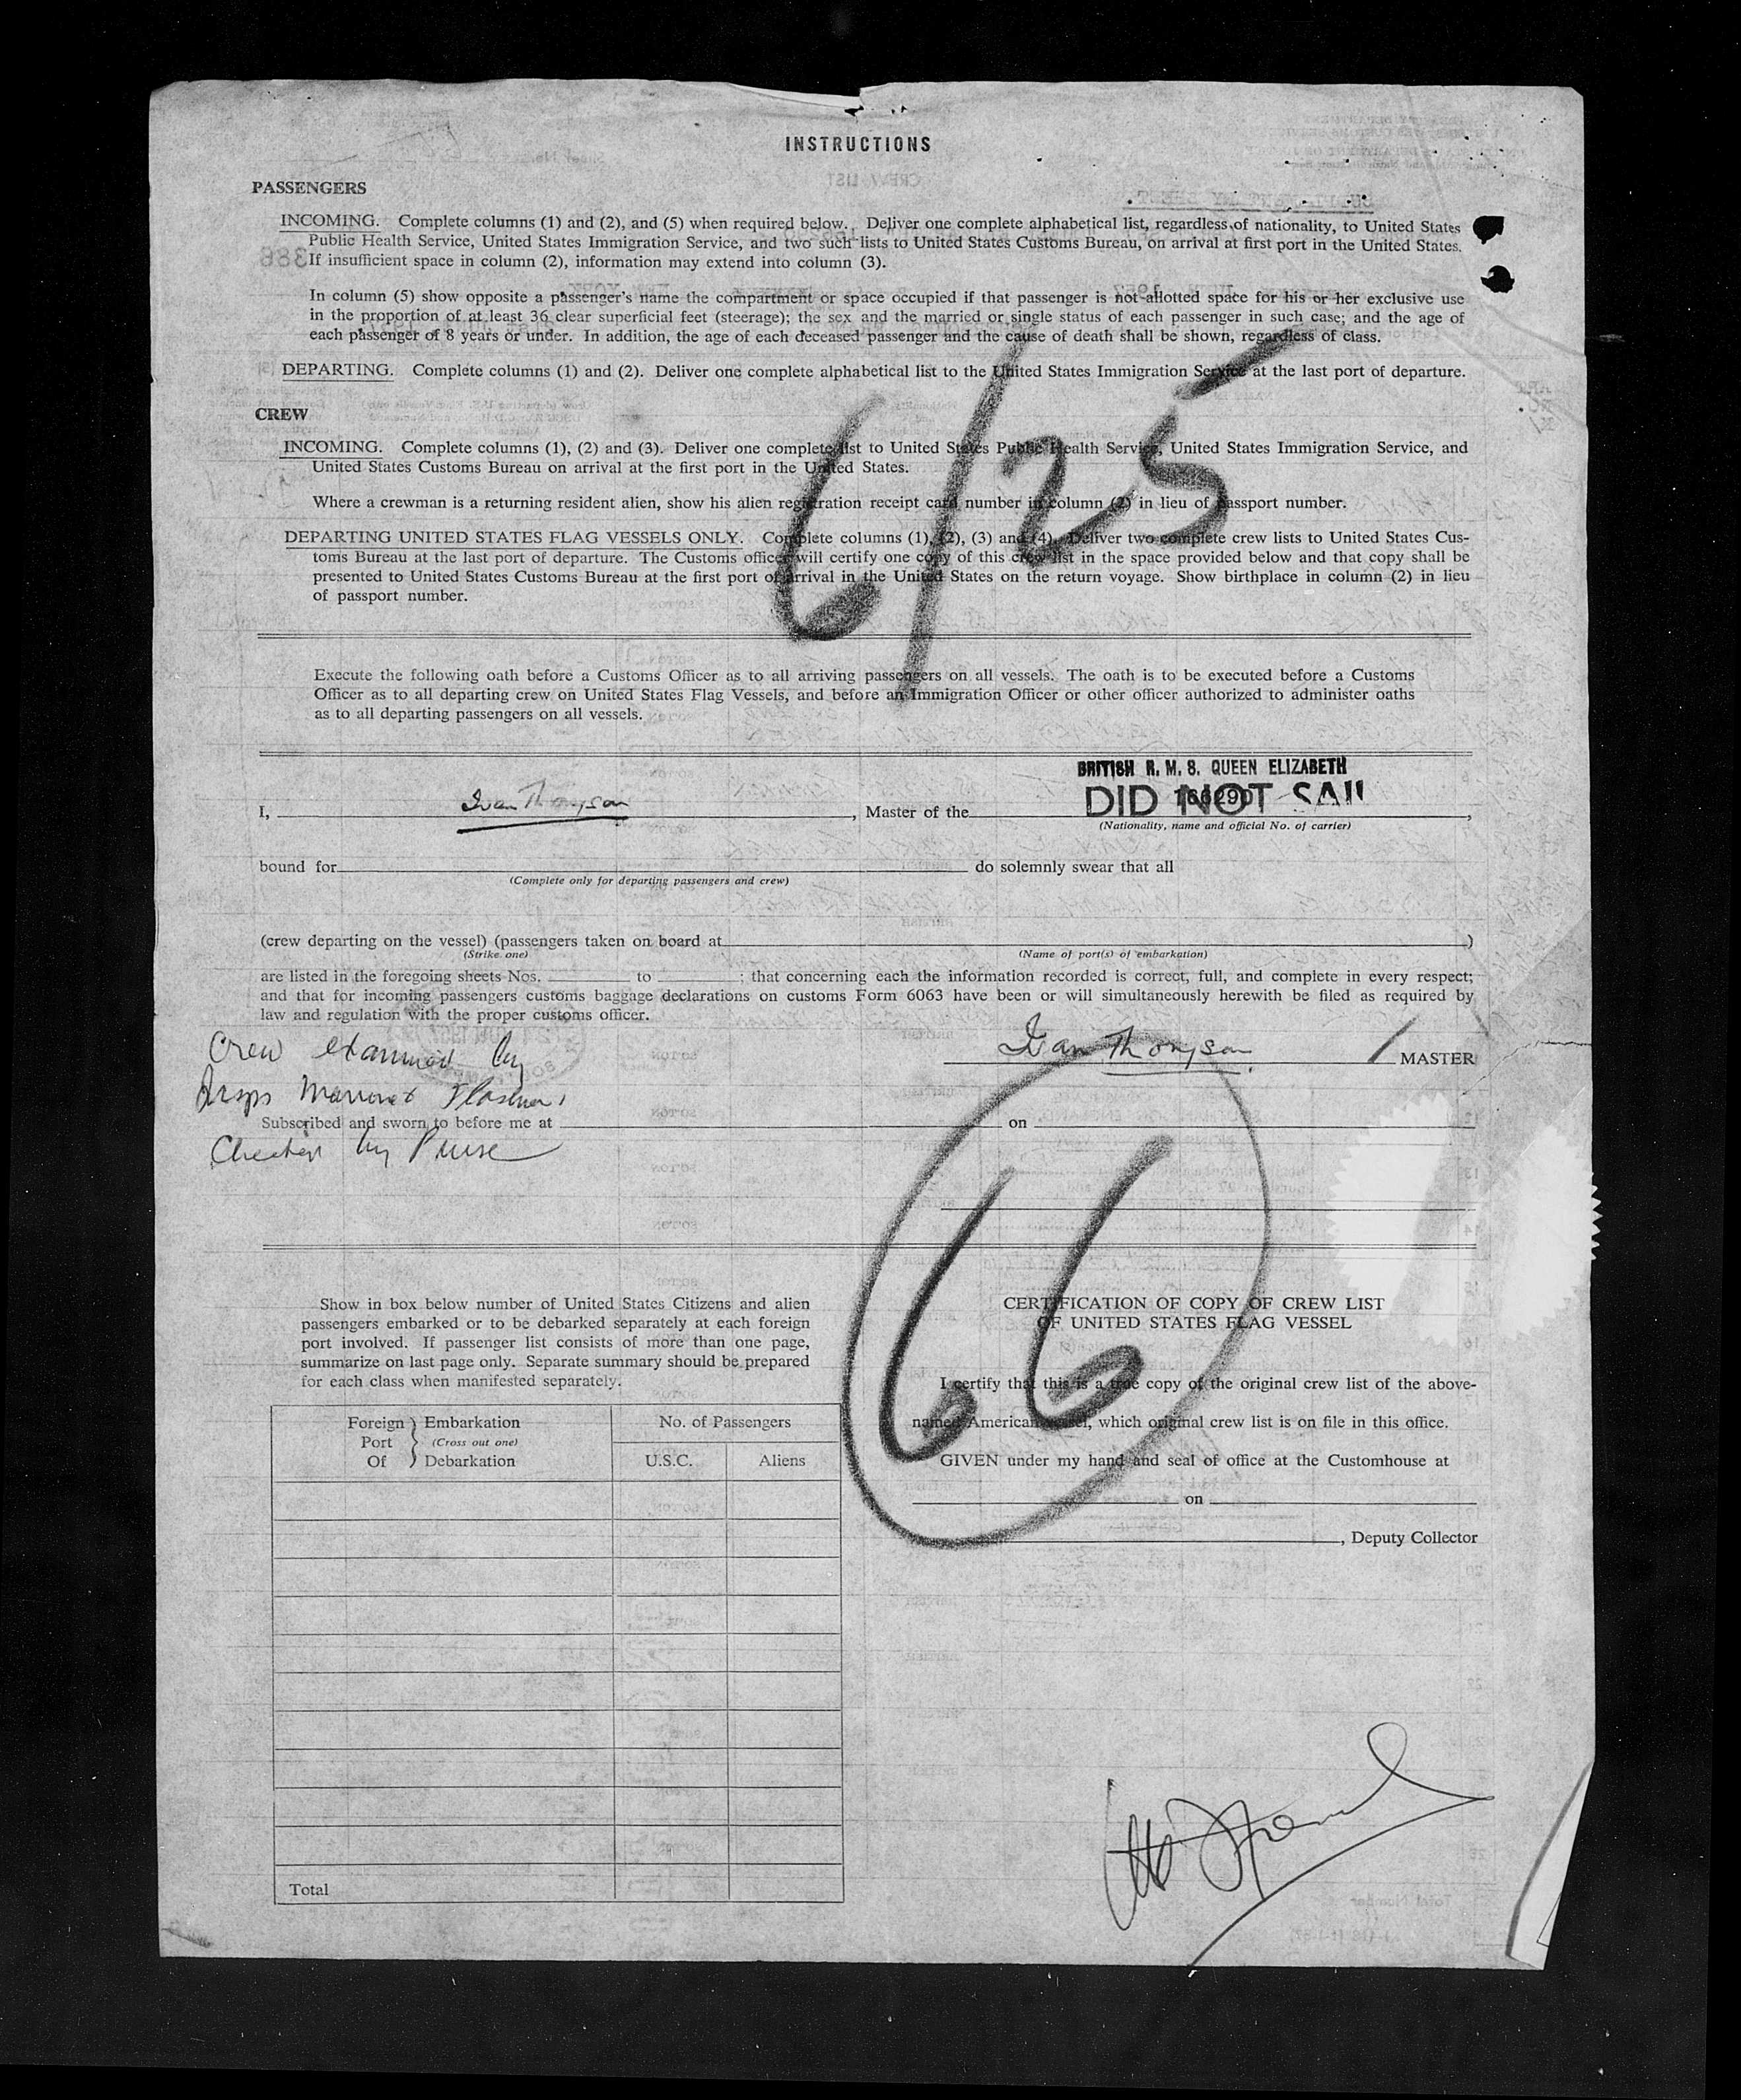 INSTRUCTIONS
PASSENGERS
INCOMING. Complete columns (1) and (2), and (5) when required below. Deliver one complete alphabetical list, regardless of nationality, to United States
Public Health Service, United States Immigration Service, and two such lists to United States Customs Bureau, on arrival at first port in the United States.
If insufficient space in column (2), information may extend into column (3).
In column (5) show opposite a passenger's name the compartment or space occupied if that passenger is not allotted space for his or her exclusive use
in the proportion of at least 36 clear superficial feet (steerage); the sex and the married or single status of each passenger in such case; and the age of
each passenger of 8 years or under. In addition, the age of each deceased passenger and the cause of death shall be shown, regardless of class.
DEPARTING. Complete columns (1) and (2). Deliver one complete alphabetical list to the United States Immigration Service at the last port of departure.
CREW
INCOMING. Complete columns (1), (2) and (3). Deliver one complete list to United States Public Health Service, United States Immigration Service, and
United States Customs Bureau on arrival at the first port in the United States.
Where a crewman is a returning resident alien, show his alien registration receipt card number in column (2) in lieu of passport number.
DEPARTING UNITED STATES FLAG VESSELS ONLY. Complete columns (1), (2), (3) and (4). Deliver two complete crew lists to United States Cus-
toms Bureau at the last port of departure. The Customs officer will certify one copy of this crew list in the space provided below and that copy shall be
presented to United States Customs Bureau at the first port of arrival in the United States on the return voyage. Show birthplace in column (2) in lieu
of passport number.
6/25
Execute the following oath before a Customs Officer as to all arriving passengers on all vessels. The oath is to be executed before a Customs
Officer as to all departing crew on United States Flag Vessels, and before an Immigration Officer or other officer authorized to administer oaths
as to all departing passengers on all vessels.
BRITISH R. M. S. QUEEN ELIZABETH
I, Ivan Thompson, Master of the DID NOT SAIL,
(Nationality, name and official No. of carrier)
bound for do solemnly swear that all
(Complete only for departing passengers and crew)
(crew departing on the vessel) (passengers taken on board at )
(Strike one) (Name of port(s) of embarkation)
are listed in the foregoing sheets Nos. to ; that concerning each the information recorded is correct, full, and complete in every respect;
and that for incoming passengers customs baggage declarations on customs Form 6063 have been or will simultaneously herewith be filed as required by
law and regulation with the proper customs officer.
Crew examined by
Ivan Thompson MASTER
Insps
Subscribed and sworn to before me at on
by
66
Show in box below number of United States Citizens and alien
passengers embarked or to be debarked separately at each foreign
port involved. If passenger list consists of more than one page,
summarize on last page only. Separate summary should be prepared
for each class when manifested separately.
CERTIFICATION OF COPY OF CREW LIST
OF UNITED STATES FLAG VESSEL
I certify that this is a true copy of the original crew list of the above-
named American vessel, which original crew list is on file in this office.
GIVEN under my hand and seal of office at the Customhouse at
on
, Deputy Collector
Foreign Port Of } Embarkation (Cross out one) Debarkation
No. of Passengers
U.S.C. Aliens
Total